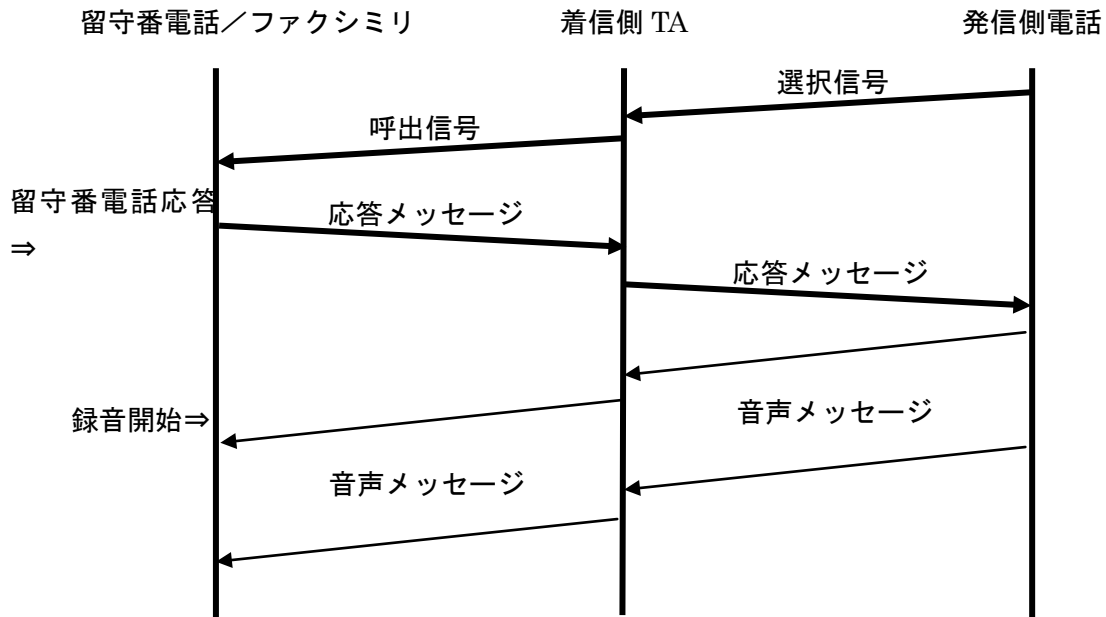 留守番電話／ファクシミリ
着信側 TA
発信側電話
選択信号
呼出信号
留守番電話応答
⇒
応答メッセージ
応答メッセージ
録音開始⇒
音声メッセージ
音声メッセージ